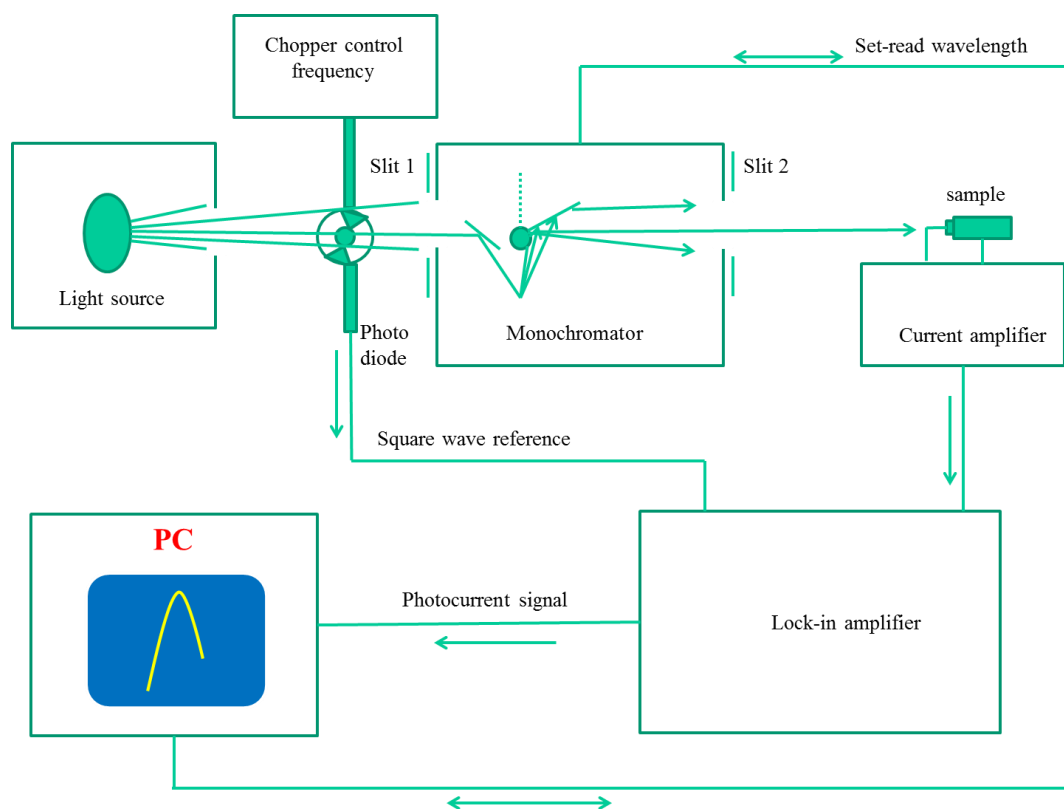 Chopper control
frequency
Set-read wavelength
Slit 1
Slit 2
sample
Light source
Photo
diode
Monochromator
Current amplifier
Square wave reference
PC
Photocurrent signal
Lock-in amplifier